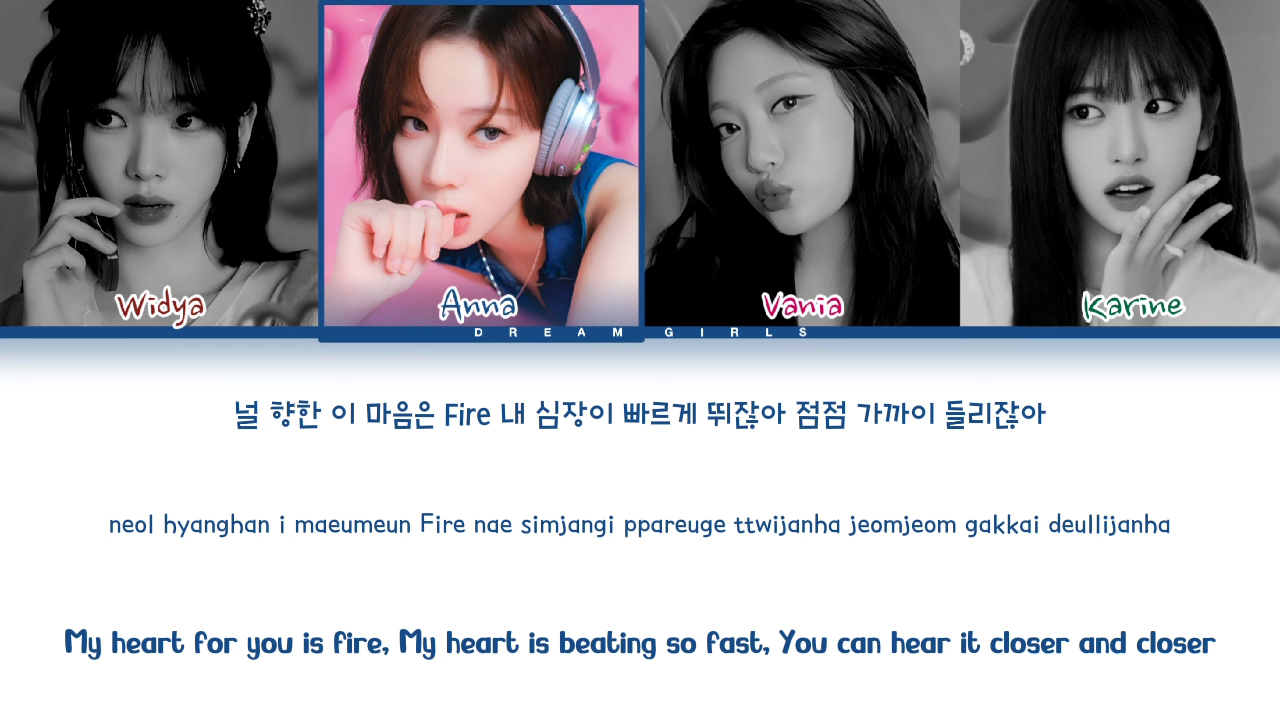 Widya Anna Vania Karine
DREAM GIRLS
널 향한 이 마음은 Fire 내 심장이 빠르게 뛰잖아 점점 가까이 들리잖아
neol hyanghan i maeumeun Fire nae simjangi ppareuge ttwijanha jeomjeom gakkai deullijanha
My heart for you is fire, My heart is beating so fast, You can hear it closer and closer